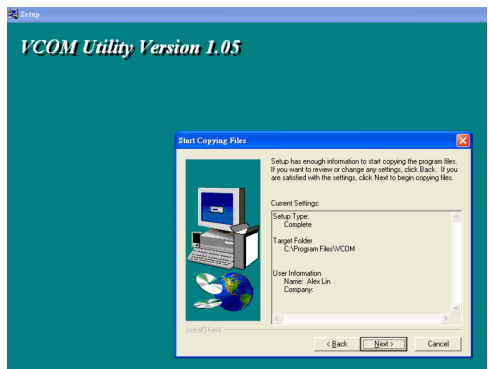 Setup
VCOM Utility Version 1.05
Start Copying Files
Setup has enough information to start copying the program files.
If you want to review or change any settings, click Back. If you
are satisfied with the settings, click Next to begin copying files.
Current Settings:
Setup Type:
Complete
Target Folder
C:\Program Files\VCOM
User Information
Name: Alex Lin
Company:
InstallShield
< Back
Next >
Cancel